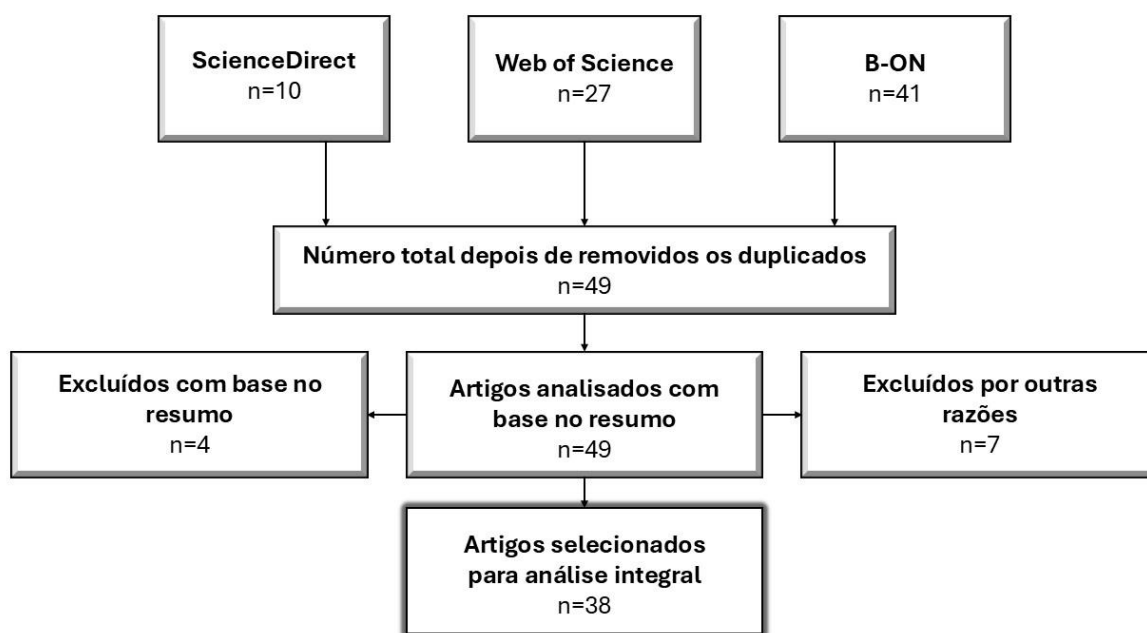 ScienceDirect
n=10
Web of Science
n=27
B-ON
n=41
Número total depois de removidos os duplicados
n=49
Excluídos com base no
resumo
n=4
Artigos analisados com
base no resumo
n=49
Excluídos por outras
razões
n=7
Artigos selecionados
para análise integral
n=38